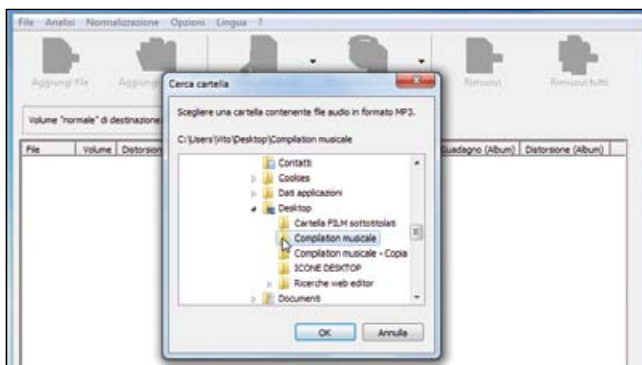 File Analisi Normalizzazione Opzioni Lingua ?
Aggiungi file Rimuovi Rimuovi tutti
Cerca cartella
Scegliere una cartella contenente file audio in formato MP3.
Volume "normale" di destinazione
C:\Users\Vito\Desktop\Compilation musicale
File Volume Distorsion Guadagno (Album) Distorsione (Album)
Contatti
Cookies
Dati applicazioni
Desktop
Cartella FILM sottotitolati
Compilation musicale
Compilation musicale - Copia
ICONE DESKTOP
Ricerche web editor
Documenti
OK Annulla